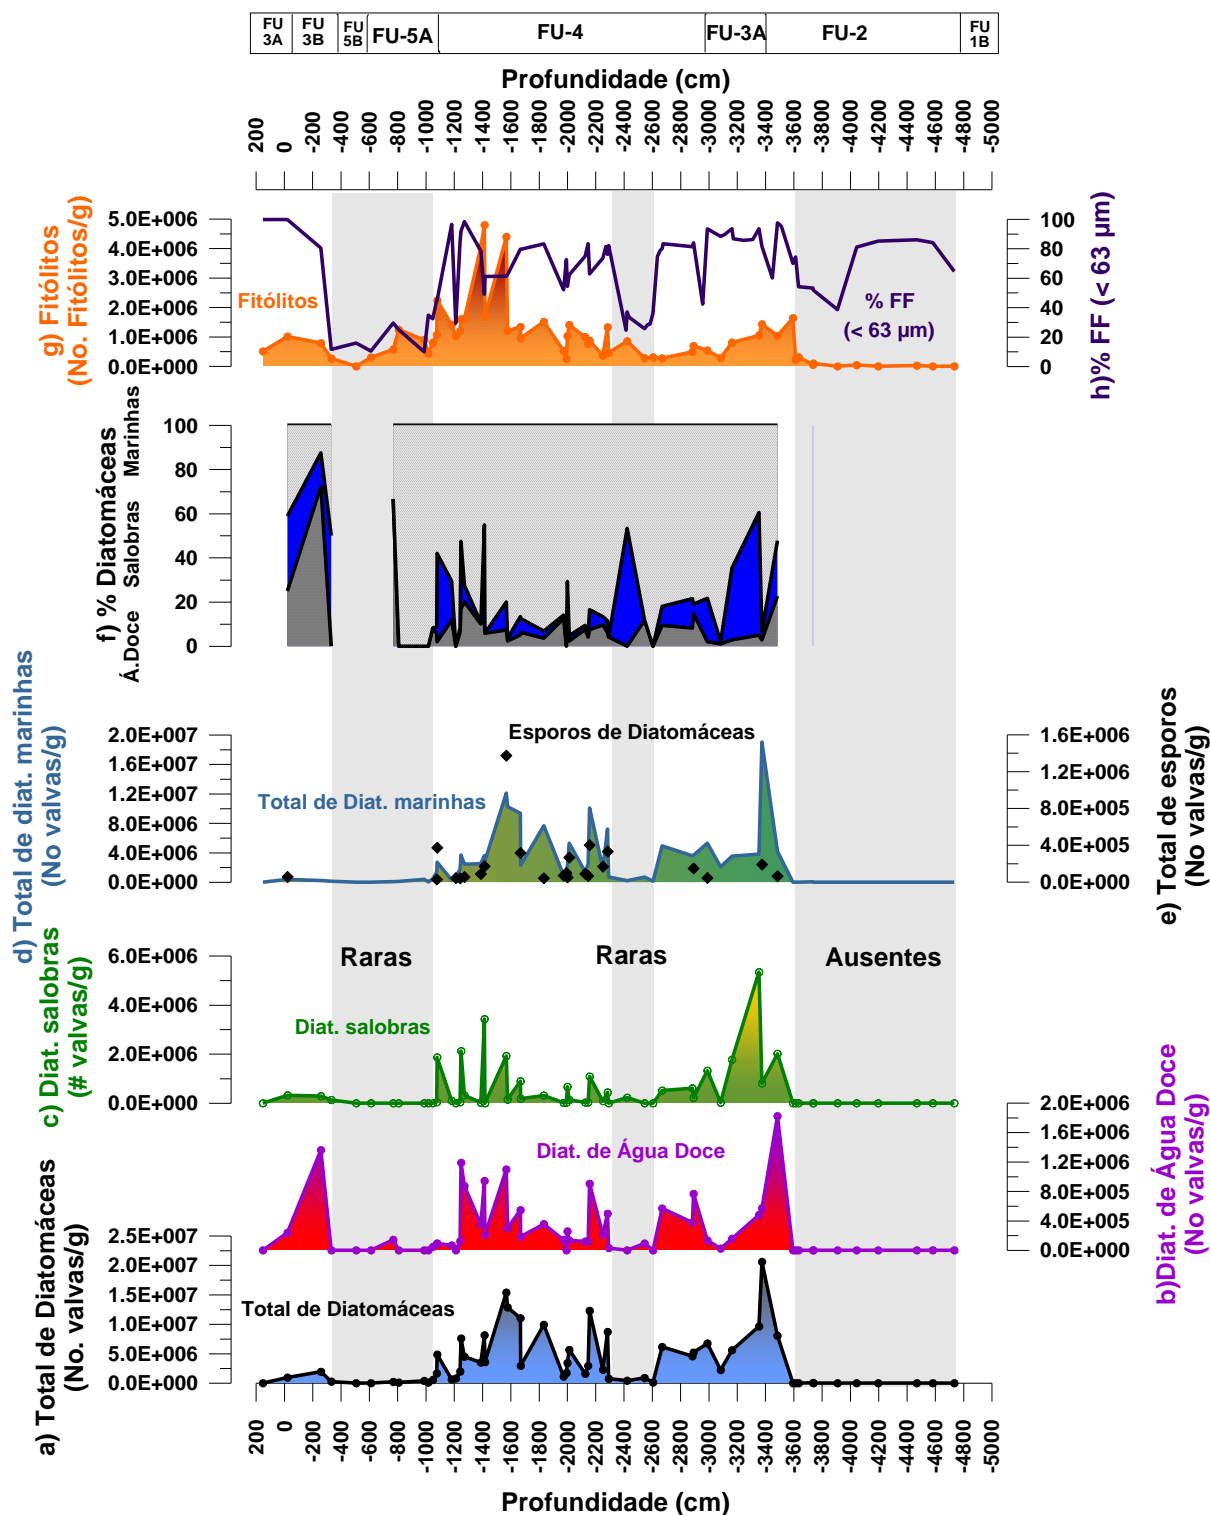 FU 3A
FU 3B
FU 5B
FU-5A
FU-4
FU-3A
FU-2
FU 1B
Profundidade (cm)
200 0 -200 -400 -600 -800 -1000 -1200 -1400 -1600 -1800 -2000 -2200 -2400 -2600 -2800 -3000 -3200 -3400 -3600 -3800 -4000 -4200 -4400 -4600 -4800 -5000
g) Fitólitos
(No. Fitólitos/g)
5.0E+006
4.0E+006
3.0E+006
2.0E+006
1.0E+006
0.0E+000
Fitólitos
% FF
(< 63 µm)
100
80
60
40
20
0
h)% FF (< 63 µm)
f) % Diatomáceas
Á.Doce Salobras Marinhas
100
80
60
40
20
0
d) Total de diat. marinhas
(No valvas/g)
2.0E+007
1.6E+007
1.2E+007
8.0E+006
4.0E+006
0.0E+000
Esporos de Diatomáceas
Total de Diat. marinhas
1.6E+006
1.2E+006
8.0E+005
4.0E+005
0.0E+000
e) Total de esporos
(No valvas/g)
c) Diat. salobras
(# valvas/g)
6.0E+006
4.0E+006
2.0E+006
0.0E+000
Raras
Raras
Ausentes
Diat. salobras
Diat. de Água Doce
2.0E+006
1.6E+006
1.2E+006
8.0E+005
4.0E+005
0.0E+000
b)Diat. de Água Doce
(No valvas/g)
a) Total de Diatomáceas
(No. valvas/g)
2.5E+007
2.0E+007
1.5E+007
1.0E+007
5.0E+006
0.0E+000
Total de Diatomáceas
200 0 -200 -400 -600 -800 -1000 -1200 -1400 -1600 -1800 -2000 -2200 -2400 -2600 -2800 -3000 -3200 -3400 -3600 -3800 -4000 -4200 -4400 -4600 -4800 -5000
Profundidade (cm)